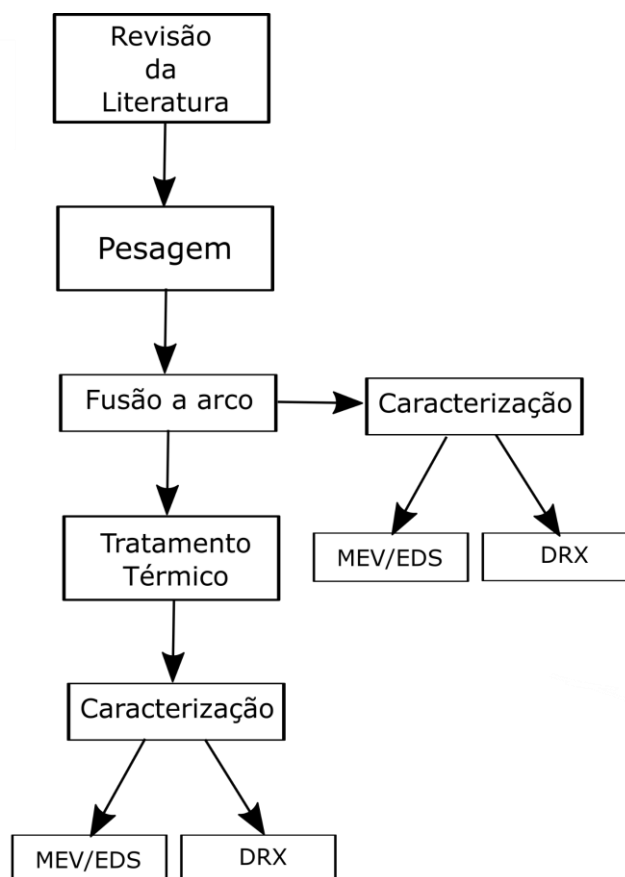 Revisão
da
Literatura
Pesagem
Fusão a arco
Caracterização
MEV/EDS
DRX
Tratamento
Térmico
Caracterização
MEV/EDS
DRX